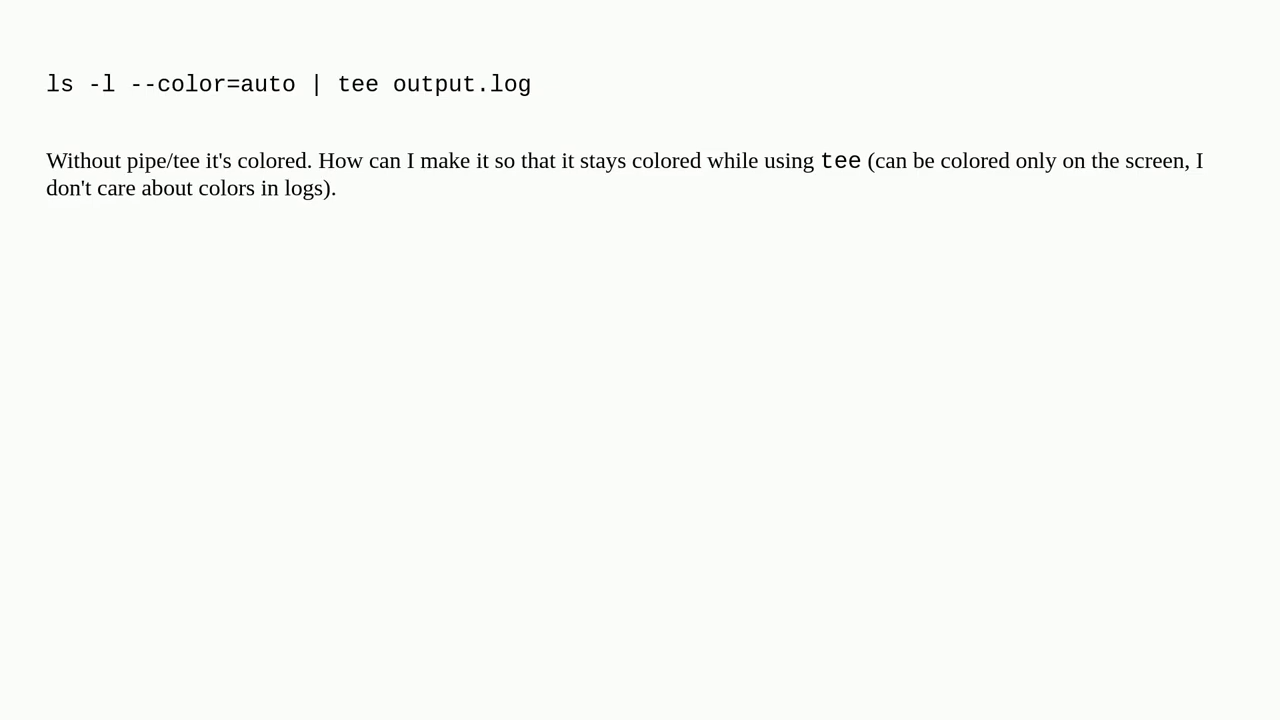 ls -l --color=auto | tee output.log
Without pipe/tee it's colored. How can I make it so that it stays colored while using tee (can be colored only on the screen, I
don't care about colors in logs).